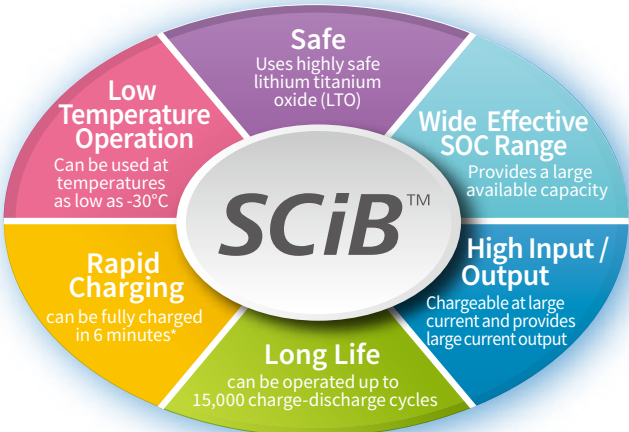 Safe
Uses highly safe
lithium titanium
oxide (LTO)
Low
Temperature
Operation
Can be used at
temperatures
as low as -30°C
Wide Effective
SOC Range
Provides a large
available capacity
SCiB™
Rapid
Charging
can be fully charged
in 6 minutes*
High Input /
Output
Chargeable at large
current and provides
large current output
Long Life
can be operated up to
15,000 charge-discharge cycles